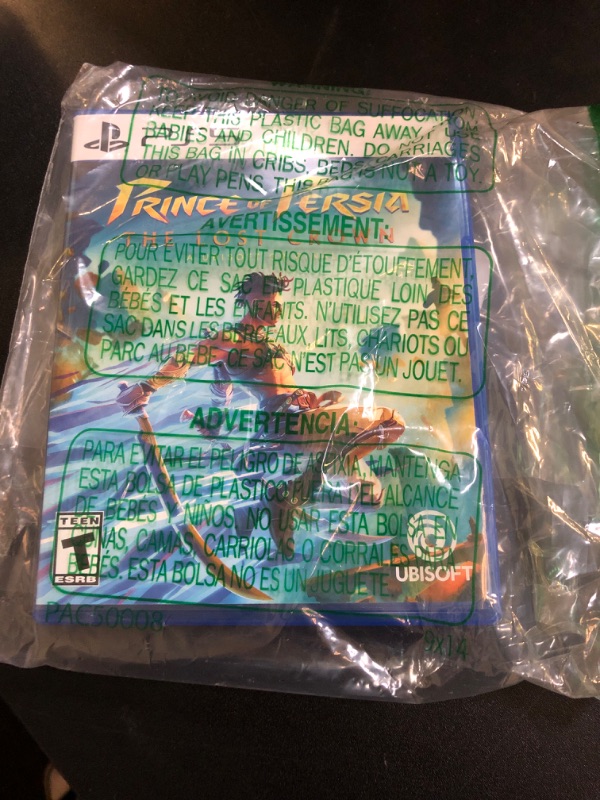 WARNING:
AVOID DANGER OF SUFFOCATION
KEEP THIS PLASTIC BAG AWAY
BABIES AND CHILDREN. DO
THIS BAG IN CRIBS. BEDS
OR PLAY PENS. THIS IS NOT A TOY.
PRINCE OF PERSIA
THE LOST CROWN
AVERTISSEMENT:
POUR ÉVITER TOUT RISQUE D'ÉTOUFFEMENT,
GARDEZ CE SAC EN PLASTIQUE LOIN DES
BÉBÉS ET LES ENFANTS. N'UTILISEZ PAS CE
SAC DANS LES BERCEAUX, LITS, CHARIOTS OU
PARC AU BÉBÉ. CE SAC N'EST PAS UN JOUET.
ADVERTENCIA:
PARA EVITAR EL PELIGRO DE ASFIXIA, MANTENGA
ESTA BOLSA DE PLASTICO FUERA DEL ALCANCE
DE BEBÉS Y NIÑOS. NO USAR ESTA BOLSA EN
CAMAS, CARRIOLAS O CORRALES PARA
BEBÉS. ESTA BOLSA NO ES UN JUGUETE.
TEEN
T
ESRB
UBISOFT
PAC50008
9X14